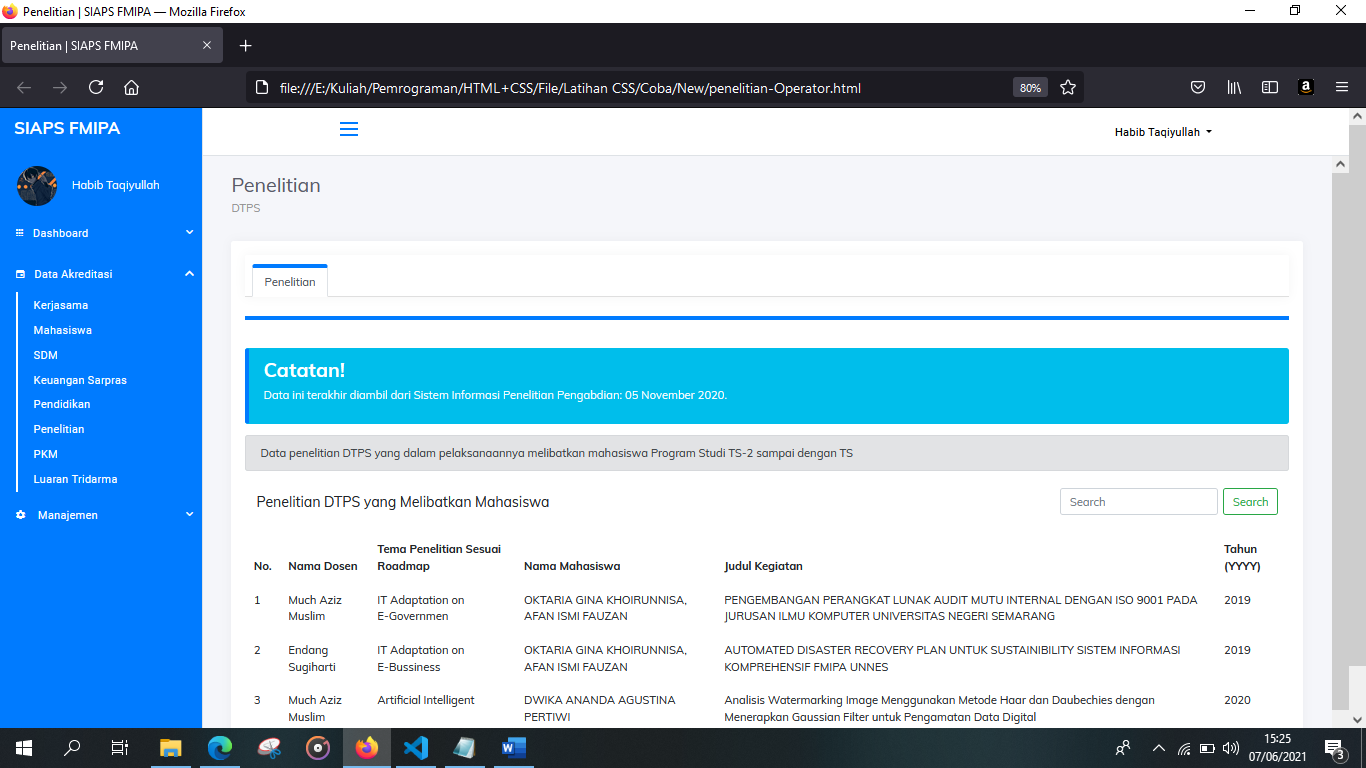 Penelitian | SIAPS FMIPA — Mozilla Firefox
Penelitian | SIAPS FMIPA
file:///E:/Kuliah/Pemrograman/HTML+CSS/File/Latihan CSS/Coba/New/penelitian-Operator.html
80%
SIAPS FMIPA
Habib Taqiyullah
Habib Taqiyullah
Dashboard
Data Akreditasi
Kerjasama
Mahasiswa
SDM
Keuangan Sarpras
Pendidikan
Penelitian
PKM
Luaran Tridarma
Manajemen
Penelitian
DTPS
Penelitian
Catatan!
Data ini terakhir diambil dari Sistem Informasi Penelitian Pengabdian: 05 November 2020.
Data penelitian DTPS yang dalam pelaksanaannya melibatkan mahasiswa Program Studi TS-2 sampai dengan TS
Penelitian DTPS yang Melibatkan Mahasiswa
Search
Search
No.
Nama Dosen
Tema Penelitian Sesuai
Roadmap
Nama Mahasiswa
Judul Kegiatan
Tahun
(YYYY)
1
Much Aziz
Muslim
IT Adaptation on
E-Governmen
OKTARIA GINA KHOIRUNNISA,
AFAN ISMI FAUZAN
PENGEMBANGAN PERANGKAT LUNAK AUDIT MUTU INTERNAL DENGAN ISO 9001 PADA
JURUSAN ILMU KOMPUTER UNIVERSITAS NEGERI SEMARANG
2019
2
Endang
Sugiharti
IT Adaptation on
E-Bussiness
OKTARIA GINA KHOIRUNNISA,
AFAN ISMI FAUZAN
AUTOMATED DISASTER RECOVERY PLAN UNTUK SUSTAINIBILITY SISTEM INFORMASI
KOMPREHENSIF FMIPA UNNES
2019
3
Much Aziz
Muslim
Artificial Intelligent
DWIKA ANANDA AGUSTINA
PERTIWI
Analisis Watermarking Image Menggunakan Metode Haar dan Daubechies dengan
Menerapkan Gaussian Filter untuk Pengamatan Data Digital
2020
15:25
07/06/2021
3